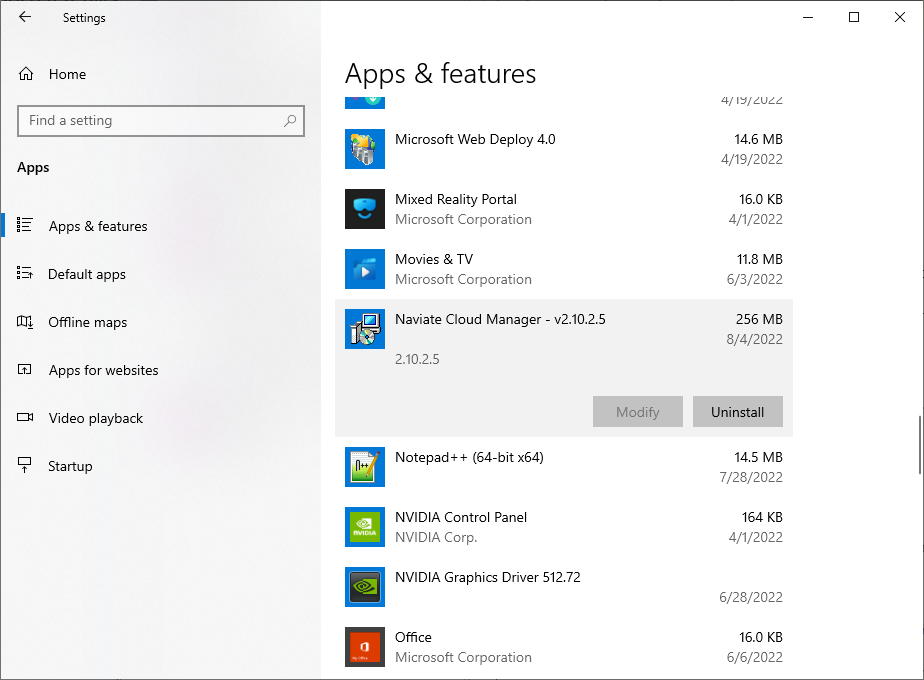 Settings
Home
Find a setting
Apps
Apps & features
Default apps
Offline maps
Apps for websites
Video playback
Startup
Apps & features
4/19/2022
Microsoft Web Deploy 4.0 14.6 MB
4/19/2022
Mixed Reality Portal 16.0 KB
Microsoft Corporation 4/1/2022
Movies & TV 11.8 MB
Microsoft Corporation 6/3/2022
Naviate Cloud Manager - v2.10.2.5 256 MB
8/4/2022
2.10.2.5
Modify Uninstall
Notepad++ (64-bit x64) 14.5 MB
7/28/2022
NVIDIA
NVIDIA Control Panel 164 KB
NVIDIA Corp. 4/1/2022
NVIDIA Graphics Driver 512.72
6/28/2022
Office 16.0 KB
Microsoft Corporation 6/6/2022